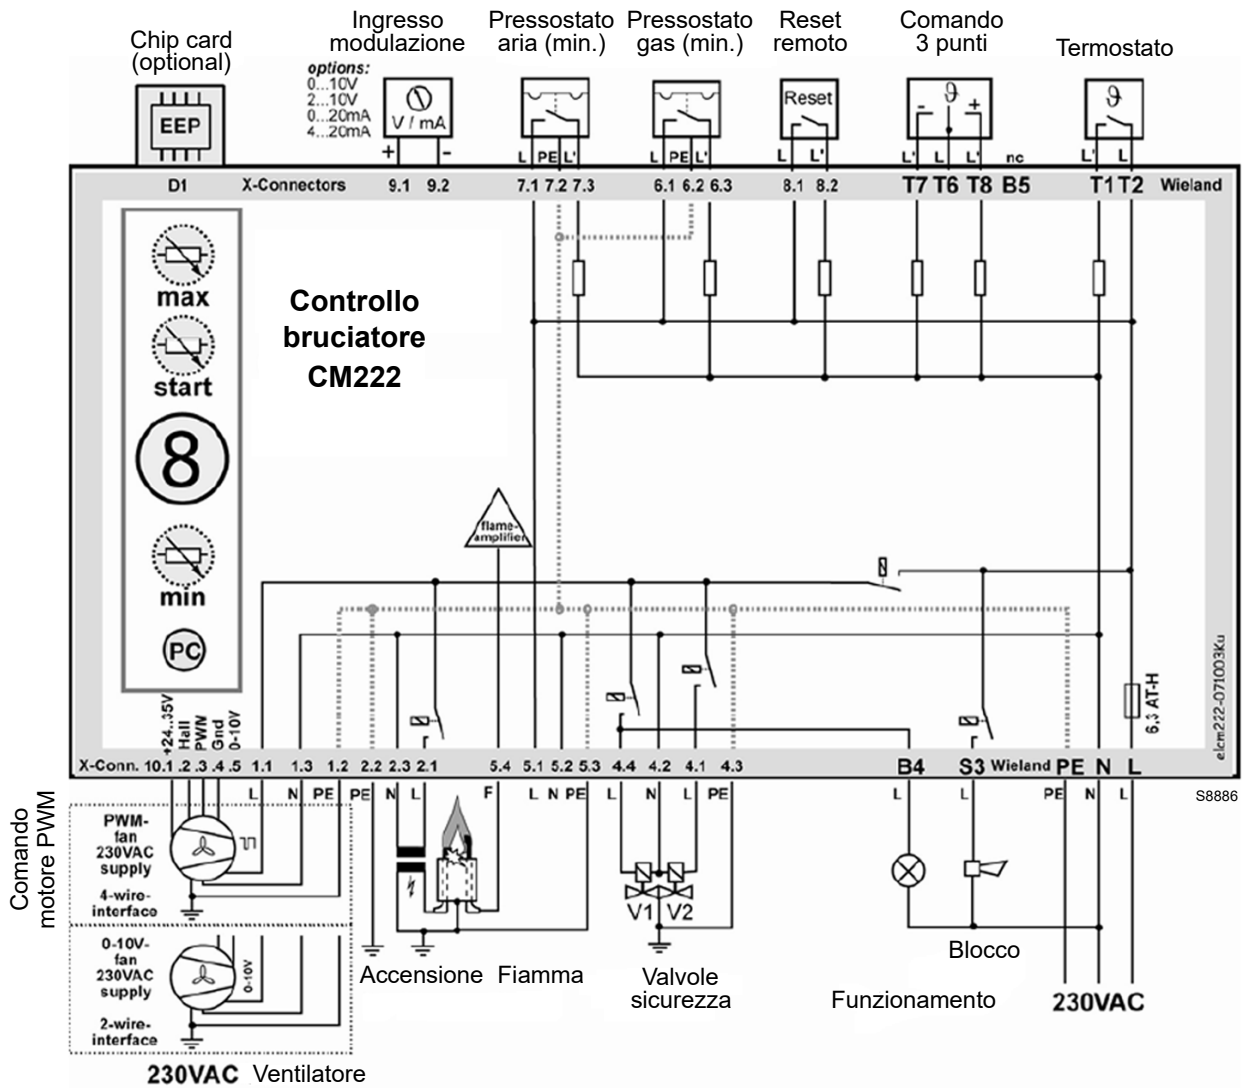 Chip card
(optional)
Ingresso
modulazione
Pressostato
aria (min.)
Pressostato
gas (min.)
Reset
remoto
Comando
3 punti
Termostato
options:
0...10V
2...10V
0...20mA
4...20mA
EEP
V / mA
Reset
ϑ
- +
ϑ
+ -
L PE L'
L PE L'
L L'
L' L L'
nc
L' L
D1
X-Connectors
9.1 9.2
7.1 7.2 7.3
6.1 6.2 6.3
8.1 8.2
T7 T6 T8 B5
T1 T2
Wieland
max
start
8
min
PC
Controllo
bruciatore
CM222
flame-
amplifier
6,3 AT-H
elcm222-071003Ku
+24..35V
Hall
PWN
Gnd
0-10V
X-Conn. 10.1 .2 .3 .4 .5 1.1 1.3 1.2 2.2 2.3 2.1 5.4 5.1 5.2 5.3 4.4 4.2 4.1 4.3 B4 S3 Wieland PE N L
L N PE PE N L F L N PE L N L PE L L PE N L
S8886
Comando
motore PWM
PWM-
fan
230VAC
supply
4-wire-
interface
0-10V-
fan
230VAC
supply
2-wire-
interface
0-10V
V1 V2
Accensione
Fiamma
Valvole
sicurezza
Funzionamento
Blocco
230VAC
230VAC Ventilatore